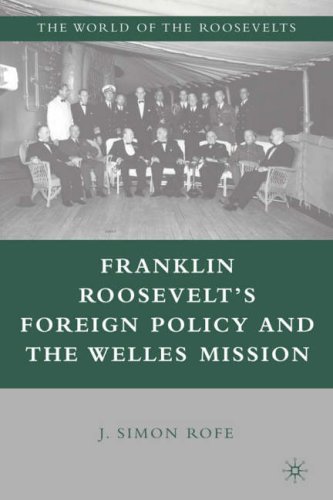 THE WORLD OF THE ROOSEVELTS
FRANKLIN
ROOSEVELT'S
FOREIGN POLICY AND
THE WELLES MISSION
J. SIMON ROFE